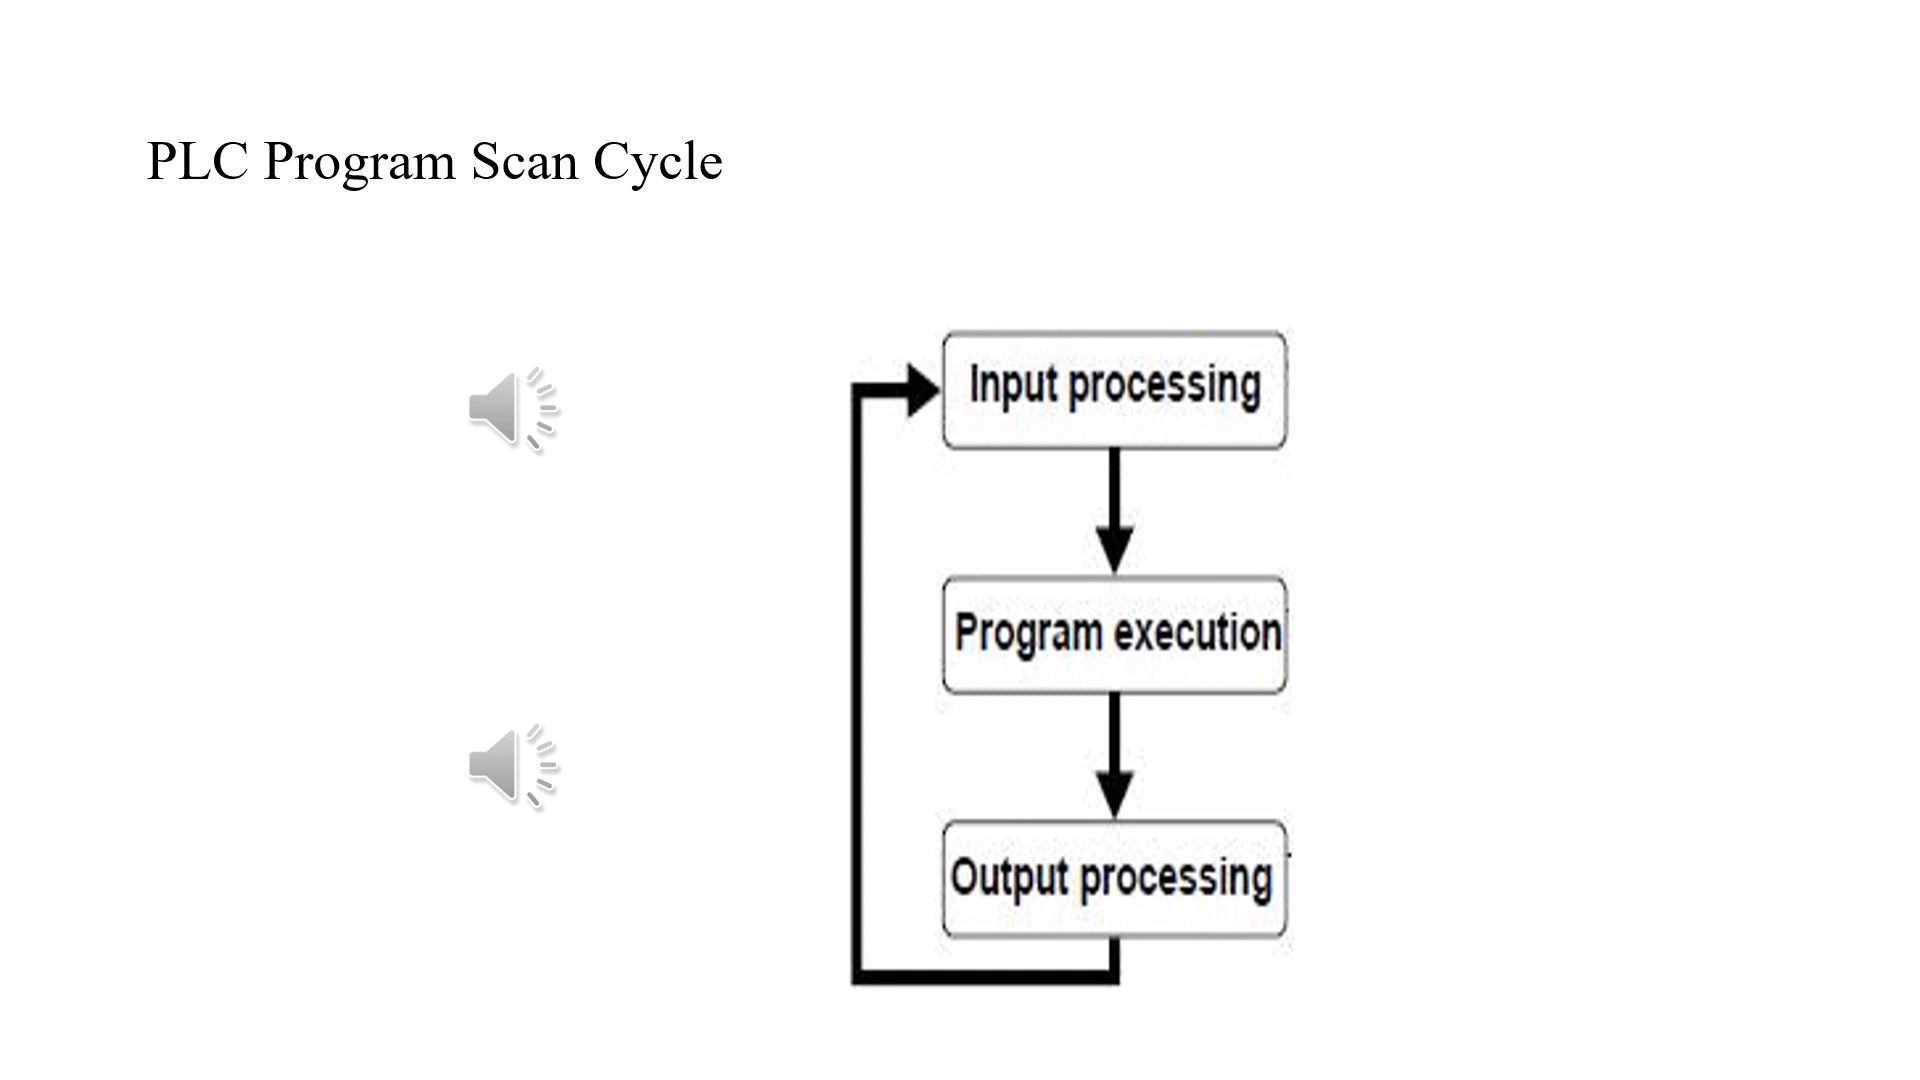 PLC Program Scan Cycle
Input processing
Program execution
Output processing